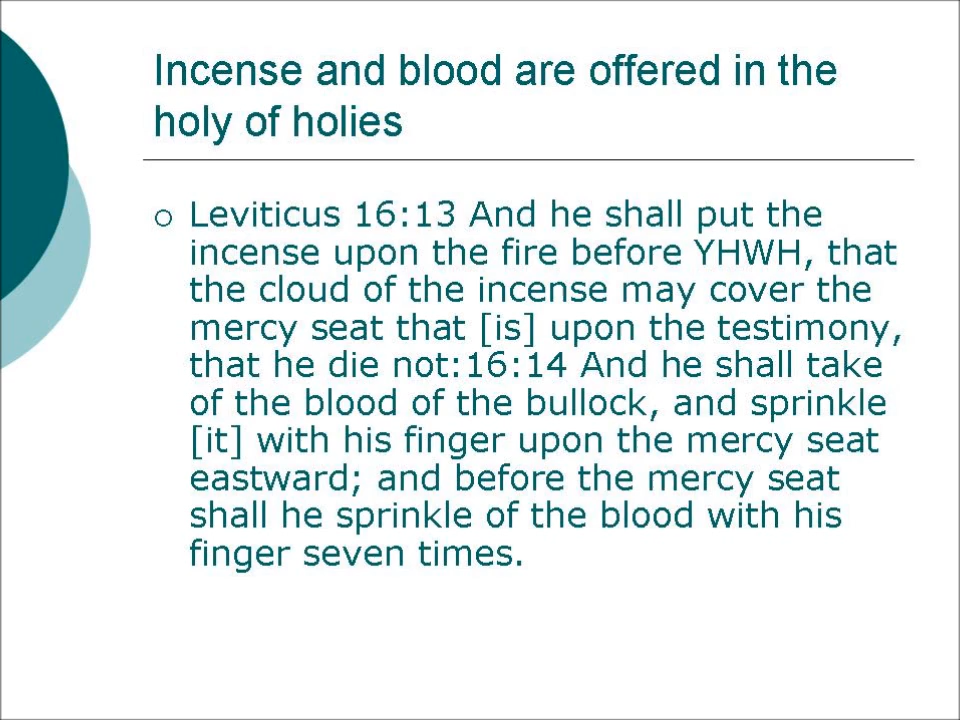 Incense and blood are offered in the
holy of holies
Leviticus 16:13 And he shall put the
incense upon the fire before YHWH, that
the cloud of the incense may cover the
mercy seat that [is] upon the testimony,
that he die not:16:14 And he shall take
of the blood of the bullock, and sprinkle
[it] with his finger upon the mercy seat
eastward; and before the mercy seat
shall he sprinkle of the blood with his
finger seven times.